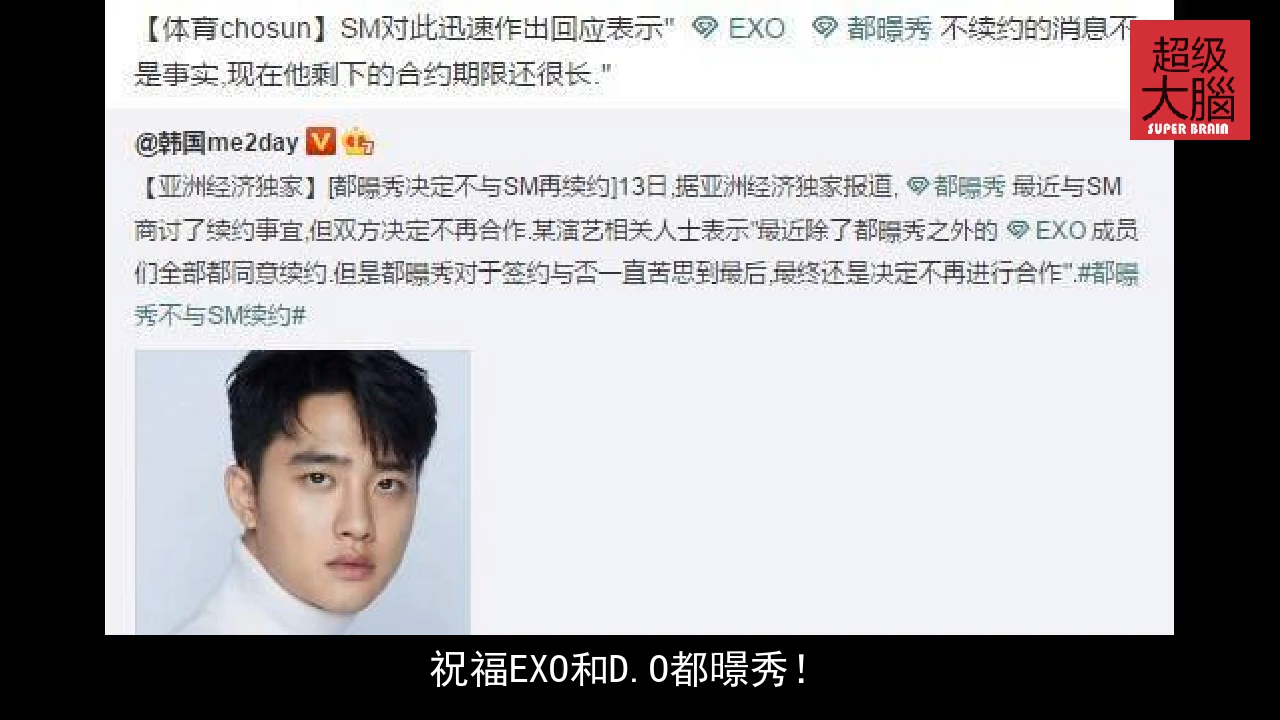 【体育chosun】SM对此迅速作出回应表示" EXO 都暻秀 不续约的消息不
是事实,现在他剩下的合约期限还很长."
超级
大腦
SUPER BRAIN
@韩国me2day
【亚洲经济独家】[都暻秀决定不与SM再续约]13日,据亚洲经济独家报道, 都暻秀 最近与SM
商讨了续约事宜,但双方决定不再合作.某演艺相关人士表示"最近除了都暻秀之外的 EXO 成员
们全部都同意续约.但是都暻秀对于签约与否一直苦思到最后,最终还是决定不再进行合作".#都暻
秀不与SM续约#
祝福EXO和D.O都暻秀！